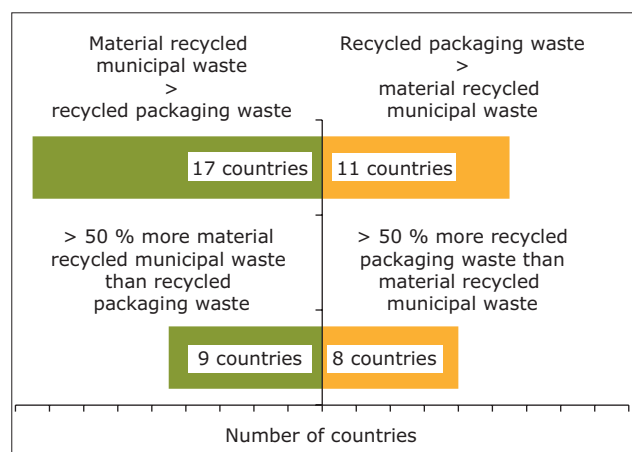 Material recycled
municipal waste
>
recycled packaging waste
Recycled packaging waste
>
material recycled
municipal waste
17 countries
11 countries
> 50 % more material
recycled municipal waste
than recycled
packaging waste
> 50 % more recycled
packaging waste than
material recycled
municipal waste
9 countries
8 countries
Number of countries